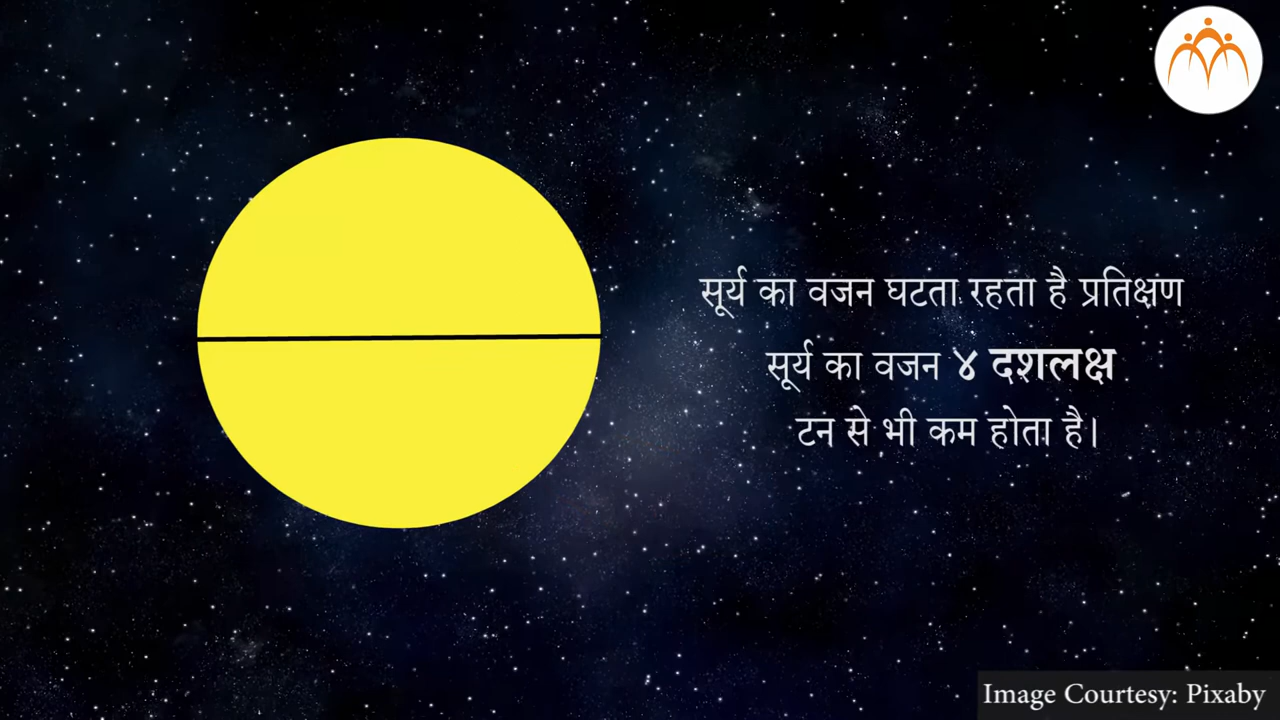 सूर्य का वजन घटता रहता है प्रतिक्षण
सूर्य का वजन ४ दशलक्ष
टन से भी कम होता है।
Image Courtesy: Pixaby